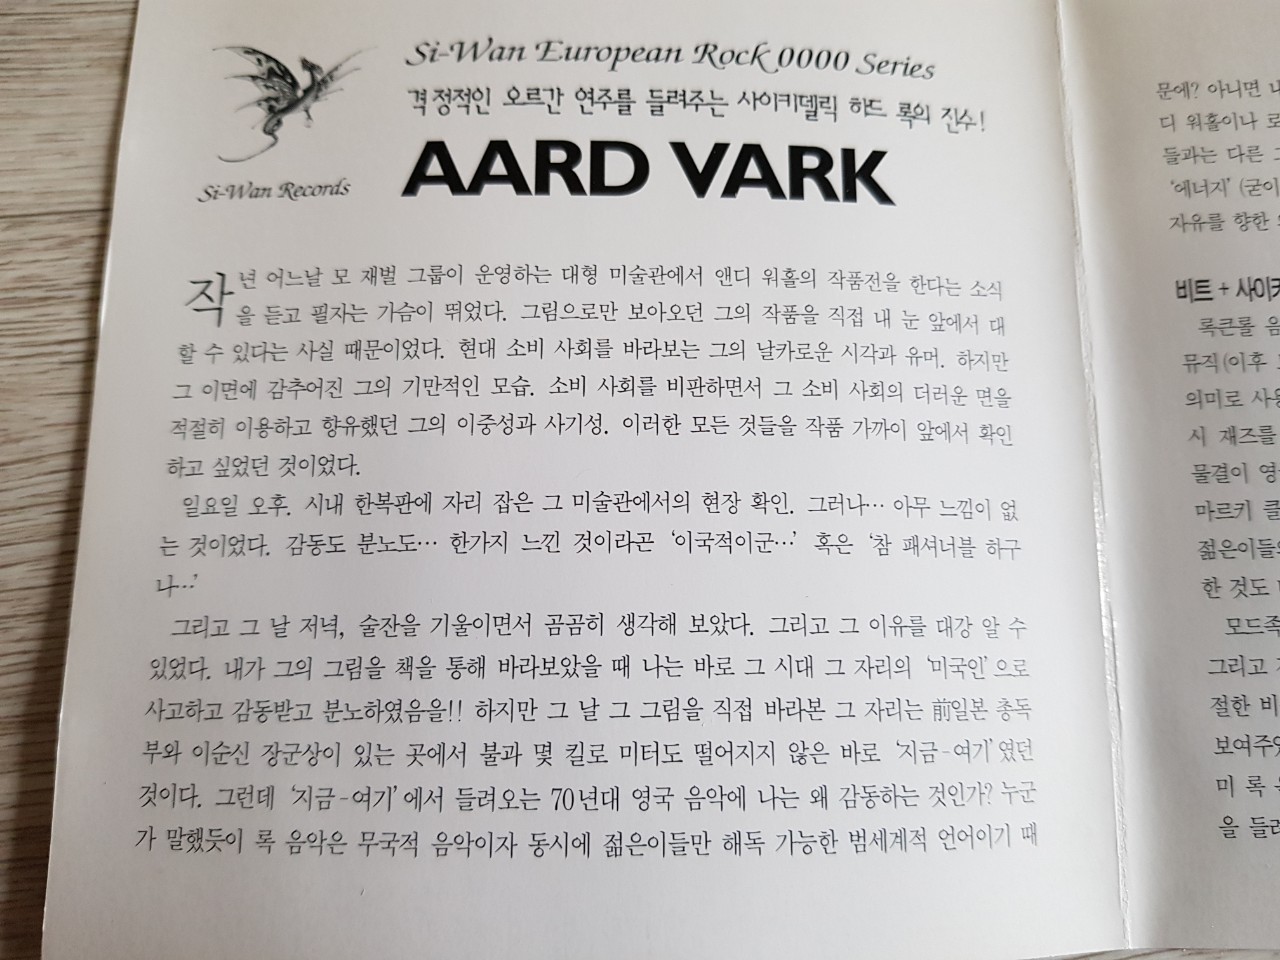 Si-Wan European Rock 0000 Series
격정적인 오르간 연주를 들려주는 사이키델릭 하드 록의 진수!
AARD VARK
Si-Wan Records
작년 어느날 모 재벌 그룹이 운영하는 대형 미술관에서 앤디 워홀의 작품전을 한다는 소식
을 듣고 필자는 가슴이 뛰었다. 그림으로만 보아오던 그의 작품을 직접 내 눈 앞에서 대
할 수 있다는 사실 때문이었다. 현대 소비 사회를 바라보는 그의 날카로운 시각과 유머. 하지만
그 이면에 감추어진 그의 기만적인 모습. 소비 사회를 비판하면서 그 소비 사회의 더러운 면을
적절히 이용하고 향유했던 그의 이중성과 사기성. 이러한 모든 것들을 작품 가까이 앞에서 확인
하고 싶었던 것이었다.
일요일 오후. 시내 한복판에 자리 잡은 그 미술관에서의 현장 확인. 그러나… 아무 느낌이 없
는 것이었다. 감동도 분노도… 한가지 느낀 것이라곤 ‘이국적이군…’ 혹은 ‘참 패셔너블 하구
나…’
그리고 그 날 저녁, 술잔을 기울이면서 곰곰히 생각해 보았다. 그리고 그 이유를 대강 알 수
있었다. 내가 그의 그림을 책을 통해 바라보았을 때 나는 바로 그 시대 그 자리의 ‘미국인’으로
사고하고 감동받고 분노하였음을!! 하지만 그 날 그 그림을 직접 바라본 그 자리는 前일본 총독
부와 이순신 장군상이 있는 곳에서 불과 몇 킬로 미터도 떨어지지 않은 바로 ‘지금-여기’였던
것이다. 그런데 ‘지금-여기’에서 들려오는 70년대 영국 음악에 나는 왜 감동하는 것인가? 누군
가 말했듯이 록 음악은 무국적 음악이자 동시에 젊은이들만 해독 가능한 범세계적 언어이기 때
문에? 아니면
디 워홀이나
들과는 다른
‘에너지’ (굳이
자유를 향한
비트 + 사이키
록큰롤
뮤직(이후
의미로
시 재즈를
물결이
마르키
젊은이들
한 것도
모드족
그리고
절한
보여주었
미 록
을 들려